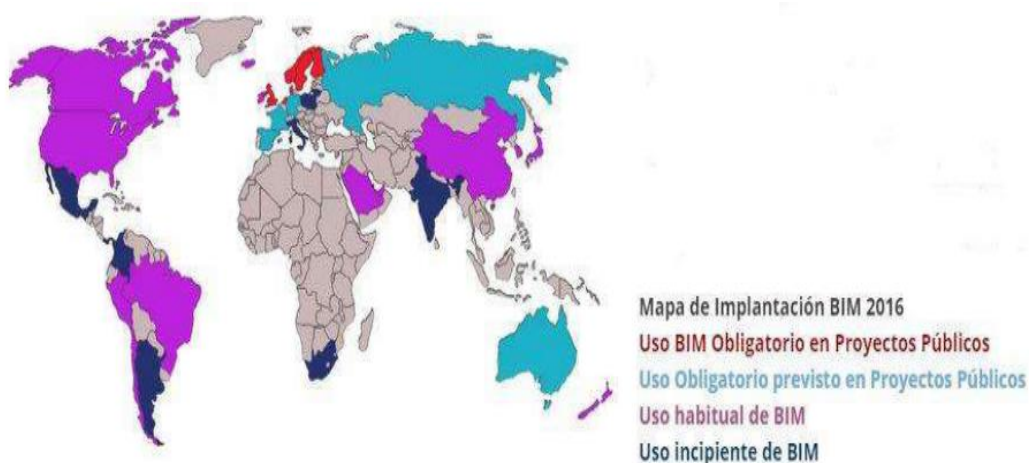 Mapa de Implantación BIM 2016
Uso BIM Obligatorio en Proyectos Públicos
Uso Obligatorio previsto en Proyectos Públicos
Uso habitual de BIM
Uso incipiente de BIM